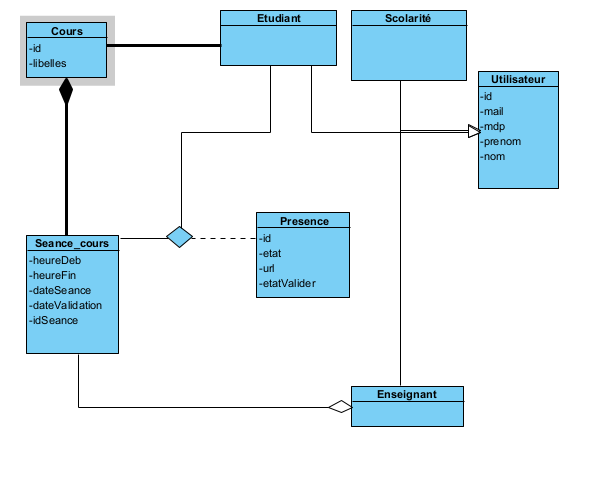 Cours
-id
-libelles
Etudiant
Scolarité
Utilisateur
-id
-mail
-mdp
-prenom
-nom
Presence
-id
-etat
-url
-etatValider
Seance_cours
-heureDeb
-heureFin
-dateSeance
-dateValidation
-idSeance
Enseignant